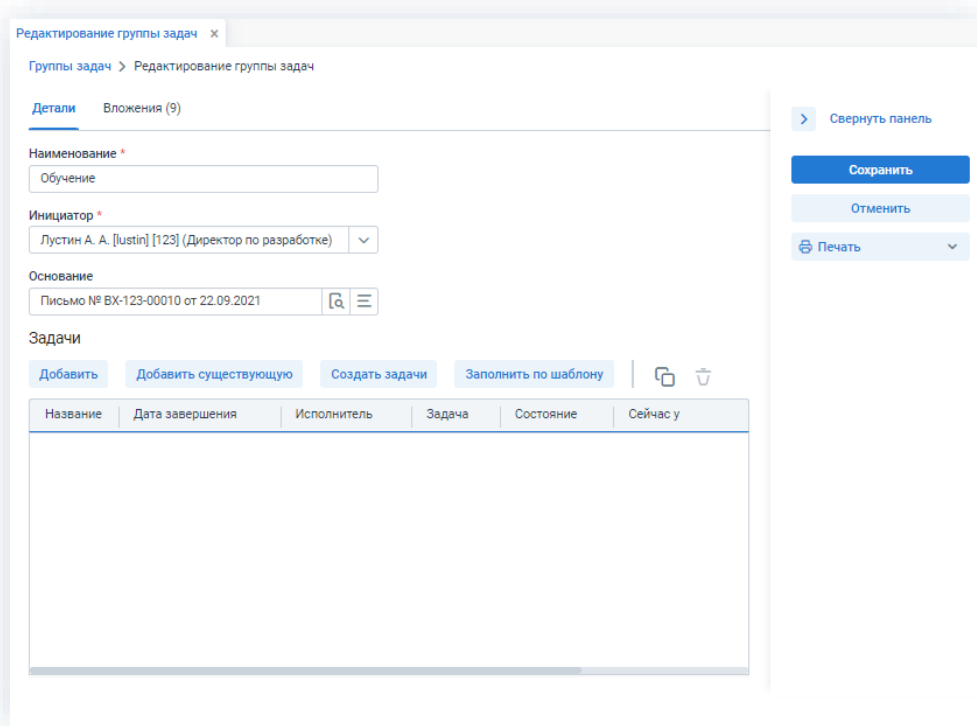 Редактирование группы задач ×
Группы задач > Редактирование группы задач
Детали Вложения (9)
Наименование *
Обучение
Инициатор *
Лустин А. А. [lustin] [123] (Директор по разработке)
Основание
Письмо № ВХ-123-00010 от 22.09.2021
Задачи
Добавить Добавить существующую Создать задачи Заполнить по шаблону
Название Дата завершения Исполнитель Задача Состояние Сейчас у
Свернуть панель
Сохранить
Отменить
Печать